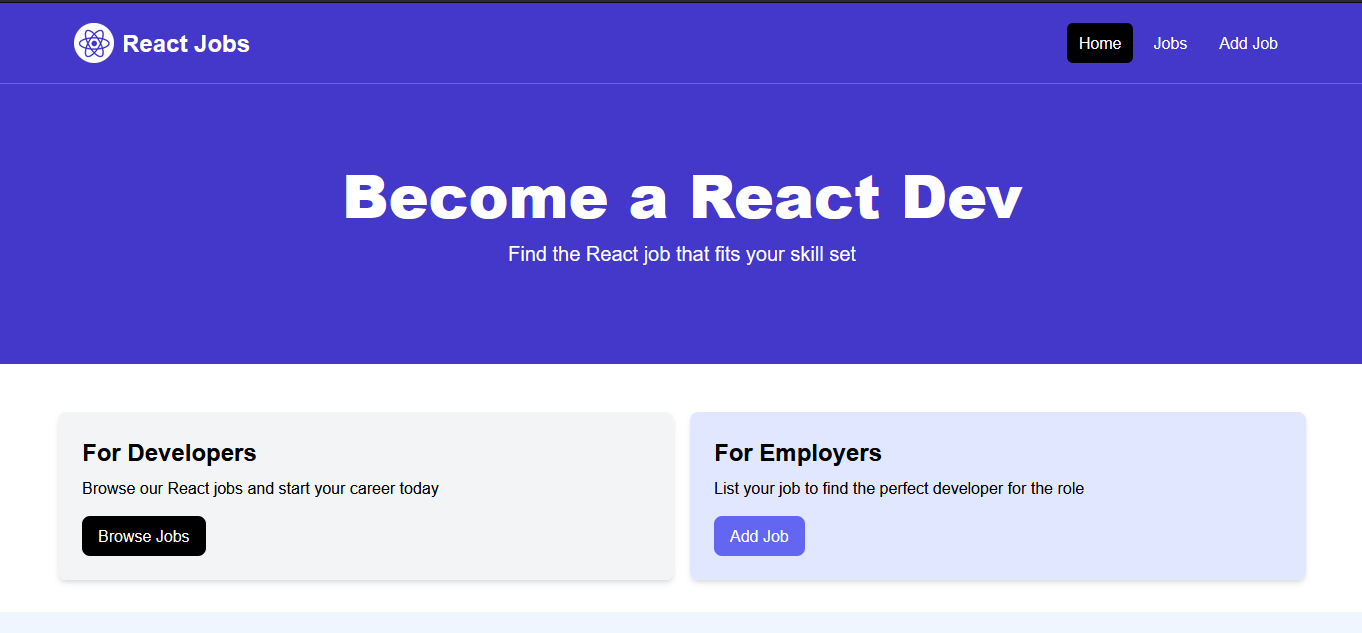 React Jobs
Home Jobs Add Job
Become a React Dev
Find the React job that fits your skill set
For Developers
Browse our React jobs and start your career today
Browse Jobs
For Employers
List your job to find the perfect developer for the role
Add Job